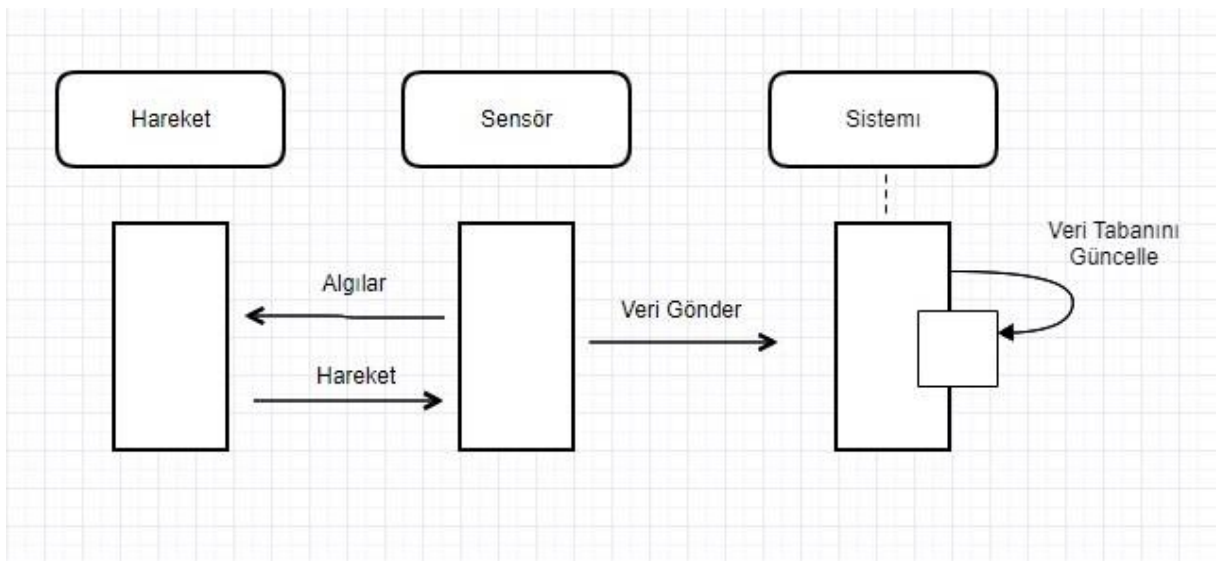 Hareket
Sensör
Sistemı
Veri Tabanını
Güncelle
Algılar
Veri Gönder
Hareket